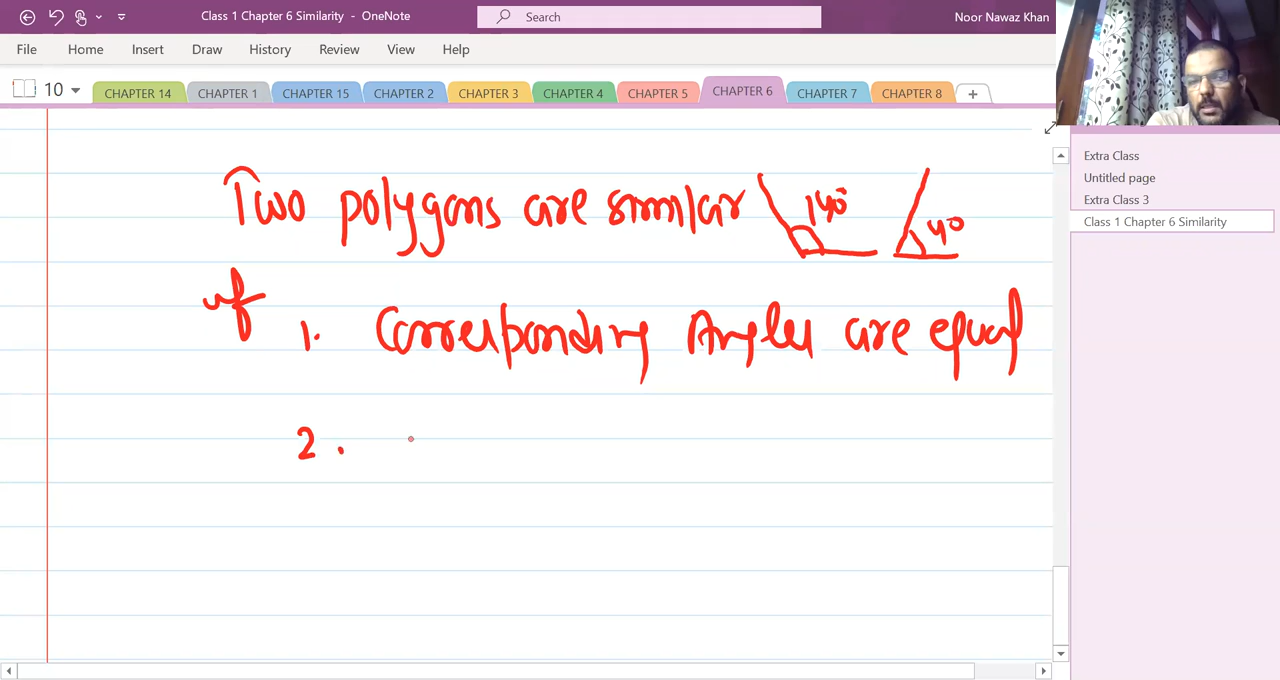 Class 1 Chapter 6 Similarity - OneNote
Search
Noor Nawaz Khan
File Home Insert Draw History Review View Help
10 CHAPTER 14 CHAPTER 1 CHAPTER 15 CHAPTER 2 CHAPTER 3 CHAPTER 4 CHAPTER 5 CHAPTER 6 CHAPTER 7 CHAPTER 8 +
Extra Class
Untitled page
Extra Class 3
Class 1 Chapter 6 Similarity
Two polygons are similar 140° 40
if 1. Corresponding Angles are equal
2.